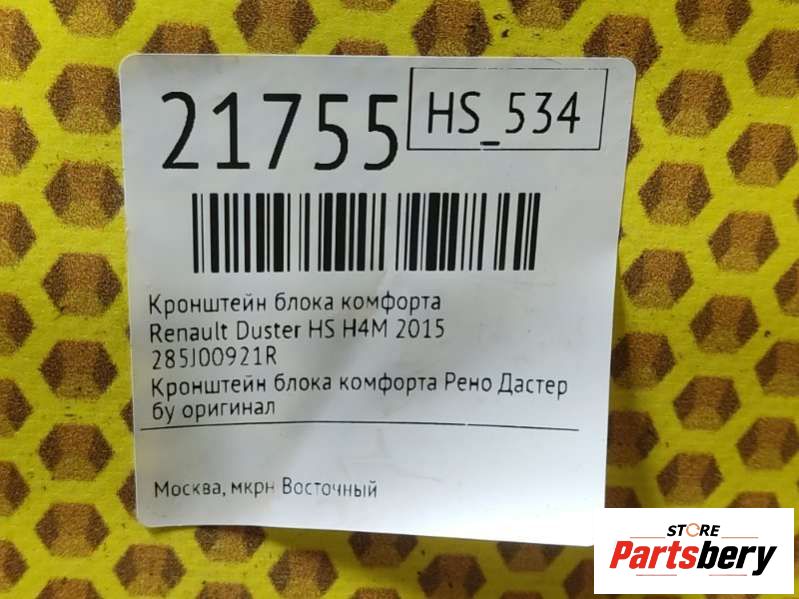 21755
HS_534
Кронштейн блока комфорта
Renault Duster HS H4M 2015
285J00921R
Кронштейн блока комфорта Рено Дастер
бу оригинал
Москва, мкрн Восточный
STORE
Partsbery